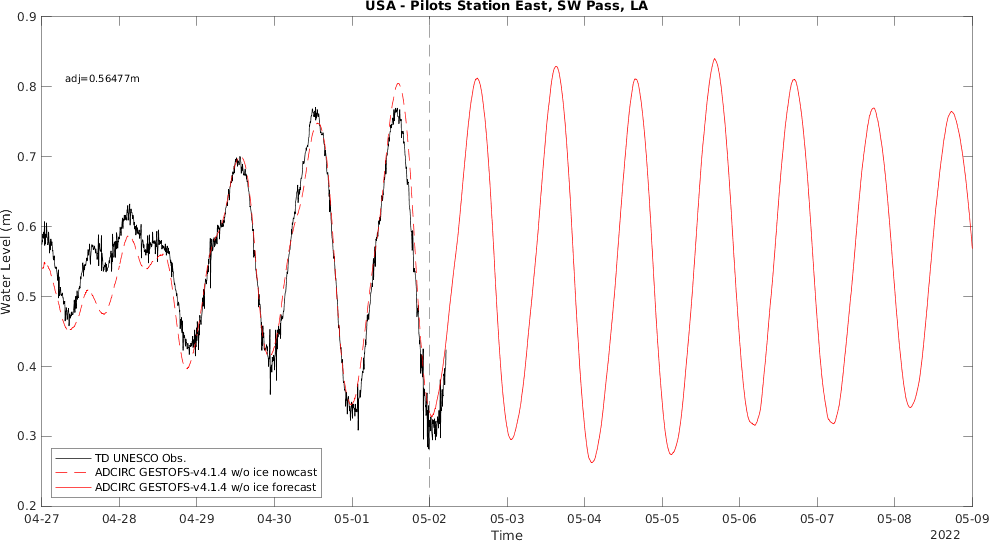 USA - Pilots Station East, SW Pass, LA
adj=0.56477m
Water Level (m)
0.9
0.8
0.7
0.6
0.5
0.4
0.3
0.2
TD UNESCO Obs.
ADCIRC GESTOFS-v4.1.4 w/o ice nowcast
ADCIRC GESTOFS-v4.1.4 w/o ice forecast
04-27 04-28 04-29 04-30 05-01 05-02 05-03 05-04 05-05 05-06 05-07 05-08 05-09
Time
2022